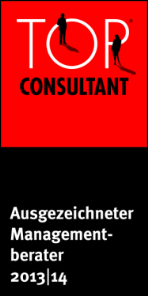 TOP®
CONSULTANT
Ausgezeichneter
Management-
berater
2013|14